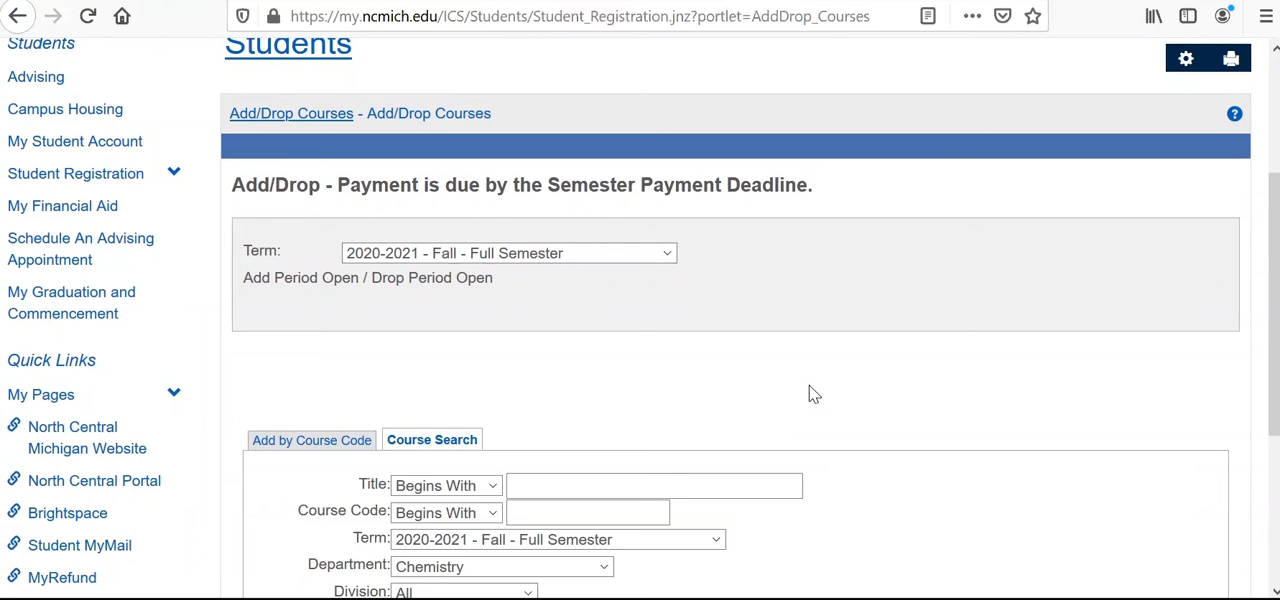 https://my.ncmich.edu/ICS/Students/Student_Registration.jnz?portlet=AddDrop_Courses
Students
Advising
Campus Housing
My Student Account
Student Registration
My Financial Aid
Schedule An Advising
Appointment
My Graduation and
Commencement
Quick Links
My Pages
North Central
Michigan Website
North Central Portal
Brightspace
Student MyMail
MyRefund
Students
Add/Drop Courses - Add/Drop Courses
?
Add/Drop - Payment is due by the Semester Payment Deadline.
Term: 2020-2021 - Fall - Full Semester
Add Period Open / Drop Period Open
Add by Course Code Course Search
Title: Begins With
Course Code: Begins With
Term: 2020-2021 - Fall - Full Semester
Department: Chemistry
Division: All